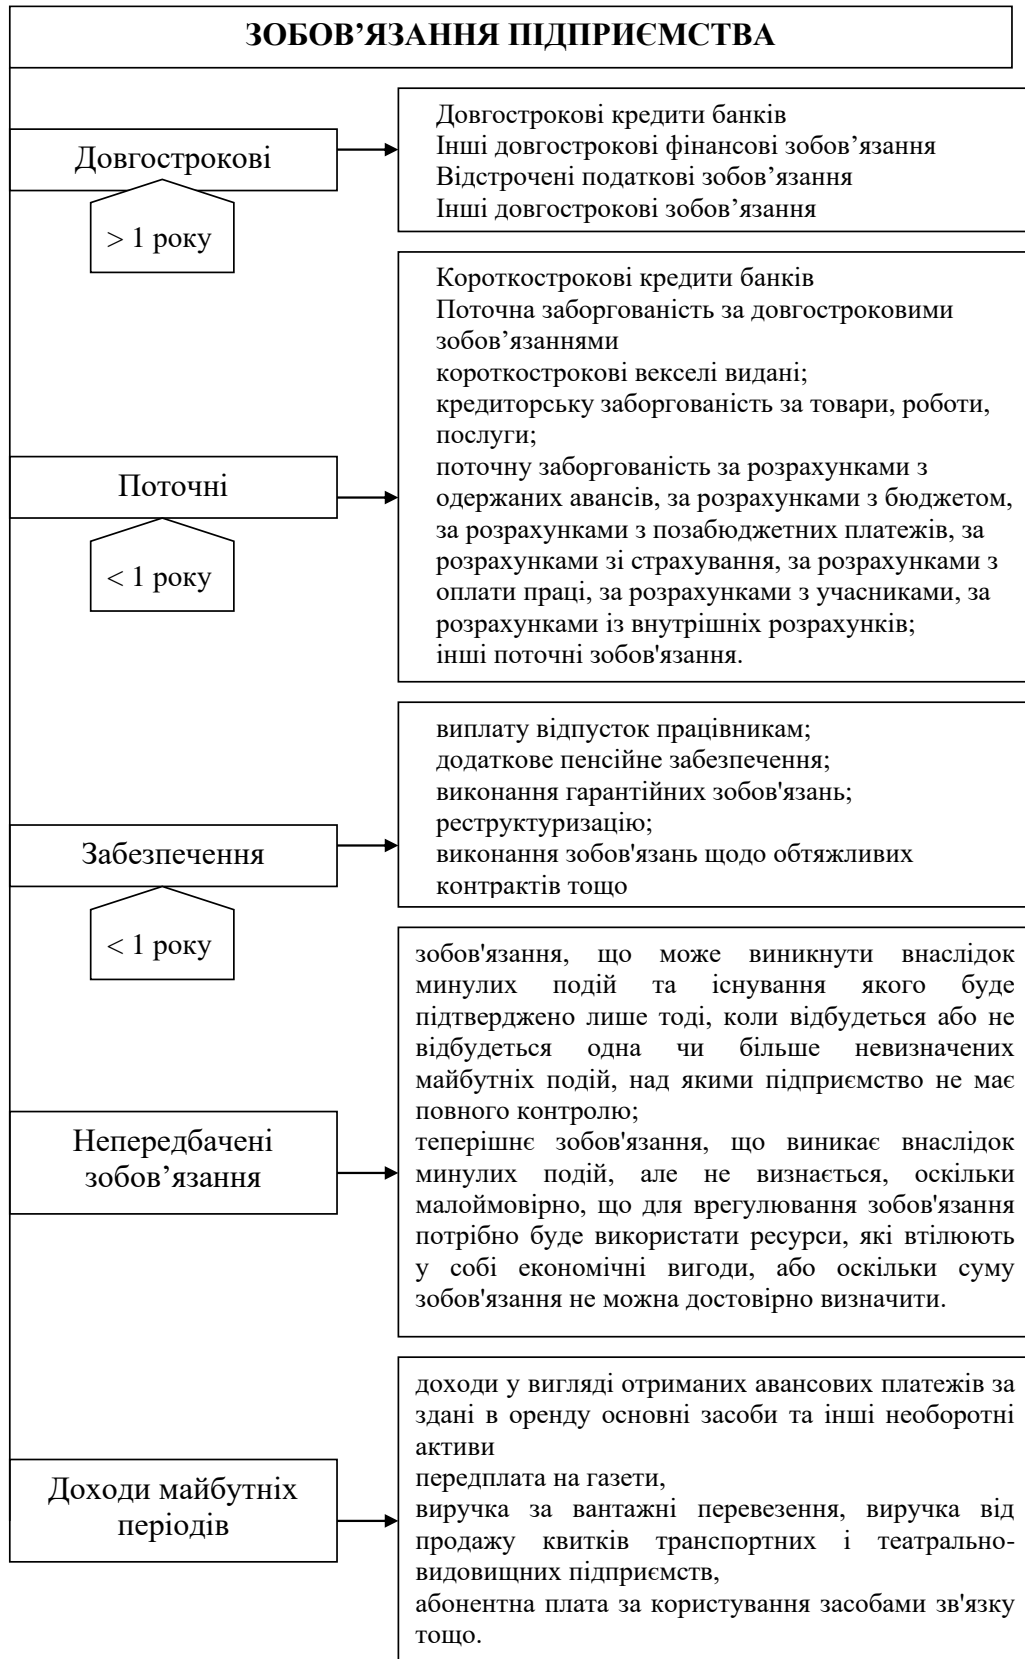 ЗОБОВ’ЯЗАННЯ ПІДПРИЄМСТВА
Довгострокові
> 1 року
Довгострокові кредити банків
Інші довгострокові фінансові зобов’язання
Відстрочені податкові зобов’язання
Інші довгострокові зобов’язання
Поточні
< 1 року
Короткострокові кредити банків
Поточна заборгованість за довгостроковими
зобов’язаннями
короткострокові векселі видані;
кредиторську заборгованість за товари, роботи,
послуги;
поточну заборгованість за розрахунками з
одержаних авансів, за розрахунками з бюджетом,
за розрахунками з позабюджетних платежів, за
розрахунками зі страхування, за розрахунками з
оплати праці, за розрахунками з учасниками, за
розрахунками із внутрішніх розрахунків;
інші поточні зобов'язання.
Забезпечення
< 1 року
виплату відпусток працівникам;
додаткове пенсійне забезпечення;
виконання гарантійних зобов'язань;
реструктуризацію;
виконання зобов'язань щодо обтяжливих
контрактів тощо
Непередбачені
зобов’язання
зобов'язання, що може виникнути внаслідок
минулих подій та існування якого буде
підтверджено лише тоді, коли відбудеться або не
відбудеться одна чи більше невизначених
майбутніх подій, над якими підприємство не має
повного контролю;
теперішнє зобов'язання, що виникає внаслідок
минулих подій, але не визнається, оскільки
малоймовірно, що для врегулювання зобов'язання
потрібно буде використати ресурси, які втілюють
у собі економічні вигоди, або оскільки суму
зобов'язання не можна достовірно визначити.
Доходи майбутніх
періодів
доходи у вигляді отриманих авансових платежів за
здані в оренду основні засоби та інші необоротні
активи
передплата на газети,
виручка за вантажні перевезення, виручка від
продажу квитків транспортних і театрально-
видовищних підприємств,
абонентна плата за користування засобами зв'язку
тощо.